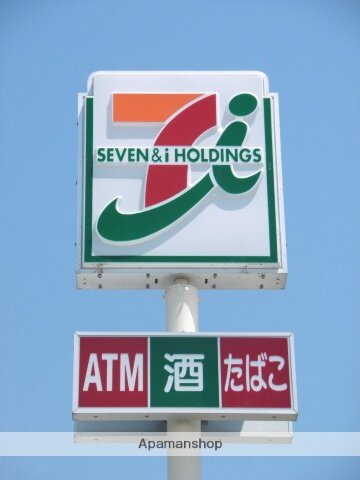 SEVEN & i HOLDINGS
ATM 酒 たばこ
Apamanshop